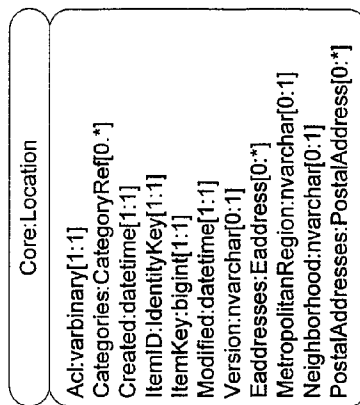 Core:Location
Acl:varbinary[1:1]
Categories:CategoryRef[0..*]
Created:datetime[1:1]
ItemID:IdentityKey[1:1]
ItemKey:bigint[1:1]
Modified:datetime[1:1]
Version:nvarchar[0:1]
Eaddresses:Eaddress[0:*]
MetropolitanRegion:nvarchar[0:1]
Neighborhood:nvarchar[0:1]
PostalAddresses:PostalAddress[0:*]